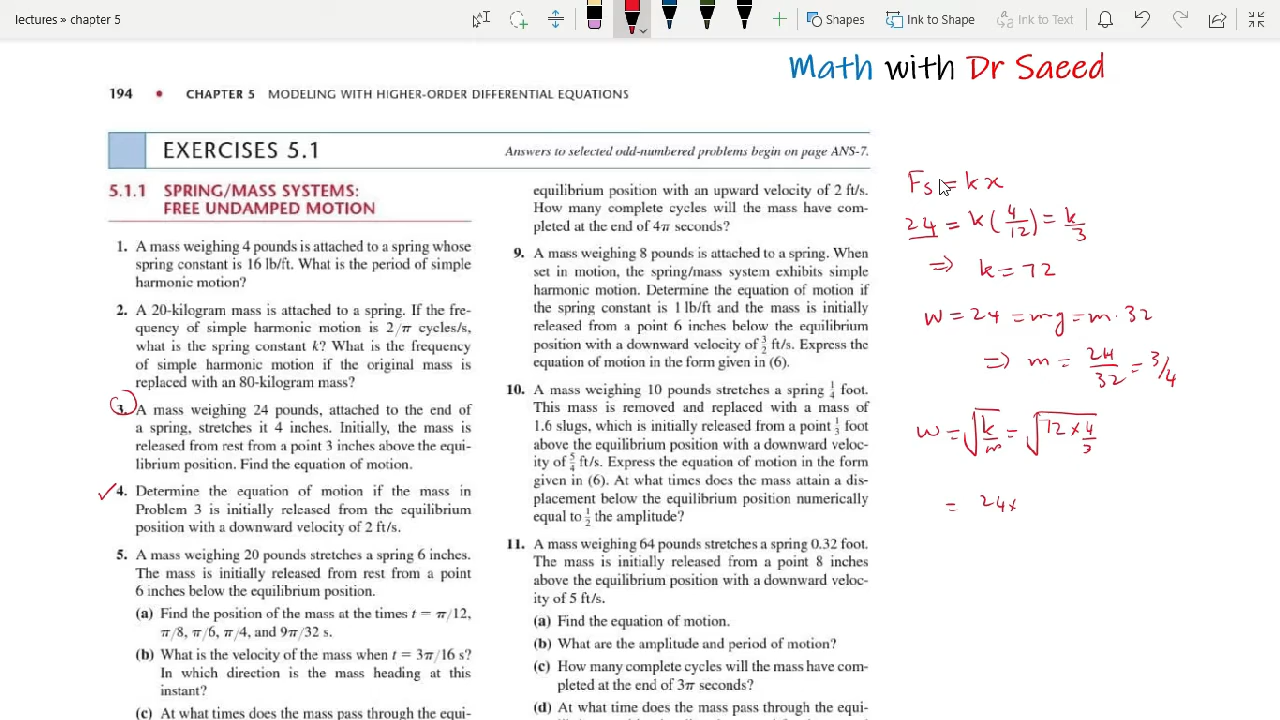 lectures » chapter 5
Shapes
Ink to Shape
Ink to Text
Math with Dr Saeed
194 • CHAPTER 5 MODELING WITH HIGHER-ORDER DIFFERENTIAL EQUATIONS
EXERCISES 5.1
Answers to selected odd-numbered problems begin on page ANS-7.
5.1.1 SPRING/MASS SYSTEMS:
FREE UNDAMPED MOTION
1. A mass weighing 4 pounds is attached to a spring whose
spring constant is 16 lb/ft. What is the period of simple
harmonic motion?
2. A 20-kilogram mass is attached to a spring. If the fre-
quency of simple harmonic motion is 2/π cycles/s,
what is the spring constant k? What is the frequency
of simple harmonic motion if the original mass is
replaced with an 80-kilogram mass?
3. A mass weighing 24 pounds, attached to the end of
a spring, stretches it 4 inches. Initially, the mass is
released from rest from a point 3 inches above the equi-
librium position. Find the equation of motion.
✓4. Determine the equation of motion if the mass in
Problem 3 is initially released from the equilibrium
position with a downward velocity of 2 ft/s.
5. A mass weighing 20 pounds stretches a spring 6 inches.
The mass is initially released from rest from a point
6 inches below the equilibrium position.
(a) Find the position of the mass at the times t = π/12,
π/8, π/6, π/4, and 9π/32 s.
(b) What is the velocity of the mass when t = 3π/16 s?
In which direction is the mass heading at this
instant?
(c) At what times does the mass pass through the equi-
equilibrium position with an upward velocity of 2 ft/s.
How many complete cycles will the mass have com-
pleted at the end of 4π seconds?
9. A mass weighing 8 pounds is attached to a spring. When
set in motion, the spring/mass system exhibits simple
harmonic motion. Determine the equation of motion if
the spring constant is 1 lb/ft and the mass is initially
released from a point 6 inches below the equilibrium
position with a downward velocity of 3/2 ft/s. Express the
equation of motion in the form given in (6).
10. A mass weighing 10 pounds stretches a spring 1/4 foot.
This mass is removed and replaced with a mass of
1.6 slugs, which is initially released from a point 1/3 foot
above the equilibrium position with a downward veloc-
ity of 5/4 ft/s. Express the equation of motion in the form
given in (6). At what times does the mass attain a dis-
placement below the equilibrium position numerically
equal to 1/2 the amplitude?
11. A mass weighing 64 pounds stretches a spring 0.32 foot.
The mass is initially released from a point 8 inches
above the equilibrium position with a downward veloc-
ity of 5 ft/s.
(a) Find the equation of motion.
(b) What are the amplitude and period of motion?
(c) How many complete cycles will the mass have com-
pleted at the end of 3π seconds?
(d) At what time does the mass pass through the equi-
Fs = kx
24 = k(4/12) = k/3
⇒ k = 72
W = 24 = mg = m·32
⇒ m = 24/32 = 3/4
w = √k/m = √72×4/3
= 24×